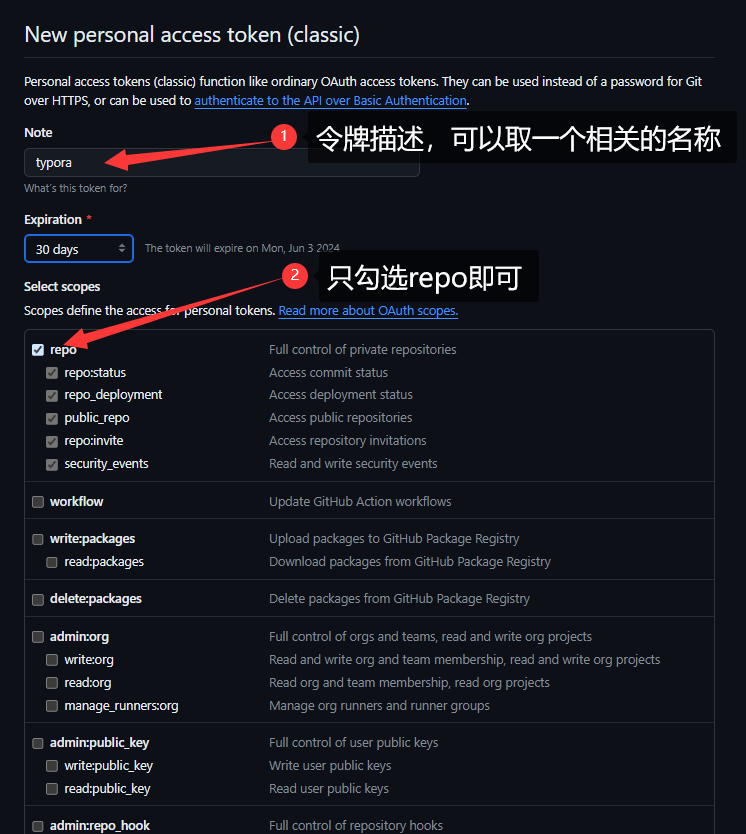 New personal access token (classic)
Personal access tokens (classic) function like ordinary OAuth access tokens. They can be used instead of a password for Git
over HTTPS, or can be used to authenticate to the API over Basic Authentication.
Note
1 令牌描述，可以取一个相关的名称
typora
What's this token for?
Expiration *
30 days The token will expire on Mon, Jun 3 2024
2 只勾选repo即可
Select scopes
Scopes define the access for personal tokens. Read more about OAuth scopes.
repo Full control of private repositories
repo:status Access commit status
repo_deployment Access deployment status
public_repo Access public repositories
repo:invite Access repository invitations
security_events Read and write security events
workflow Update GitHub Action workflows
write:packages Upload packages to GitHub Package Registry
read:packages Download packages from GitHub Package Registry
delete:packages Delete packages from GitHub Package Registry
admin:org Full control of orgs and teams, read and write org projects
write:org Read and write org and team membership, read and write org projects
read:org Read org and team membership, read org projects
manage_runners:org Manage org runners and runner groups
admin:public_key Full control of user public keys
write:public_key Write user public keys
read:public_key Read user public keys
admin:repo_hook Full control of repository hooks